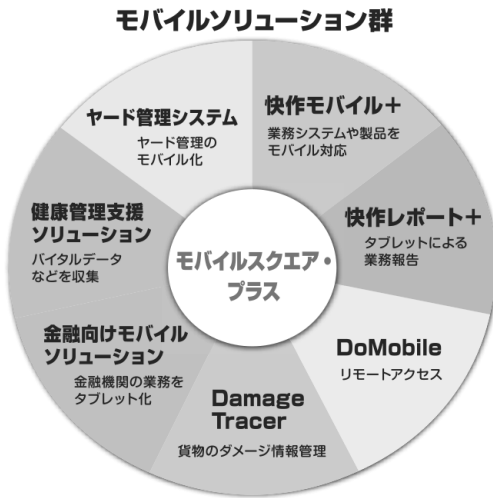 モバイルソリューション群
ヤード管理システム
ヤード管理の
モバイル化
快作モバイル＋
業務システムや製品を
モバイル対応
健康管理支援
ソリューション
バイタルデータ
などを収集
快作レポート＋
タブレットによる
業務報告
モバイルスクエア・
プラス
金融向けモバイル
ソリューション
金融機関の業務を
タブレット化
DoMobile
リモートアクセス
Damage
Tracer
貨物のダメージ情報管理